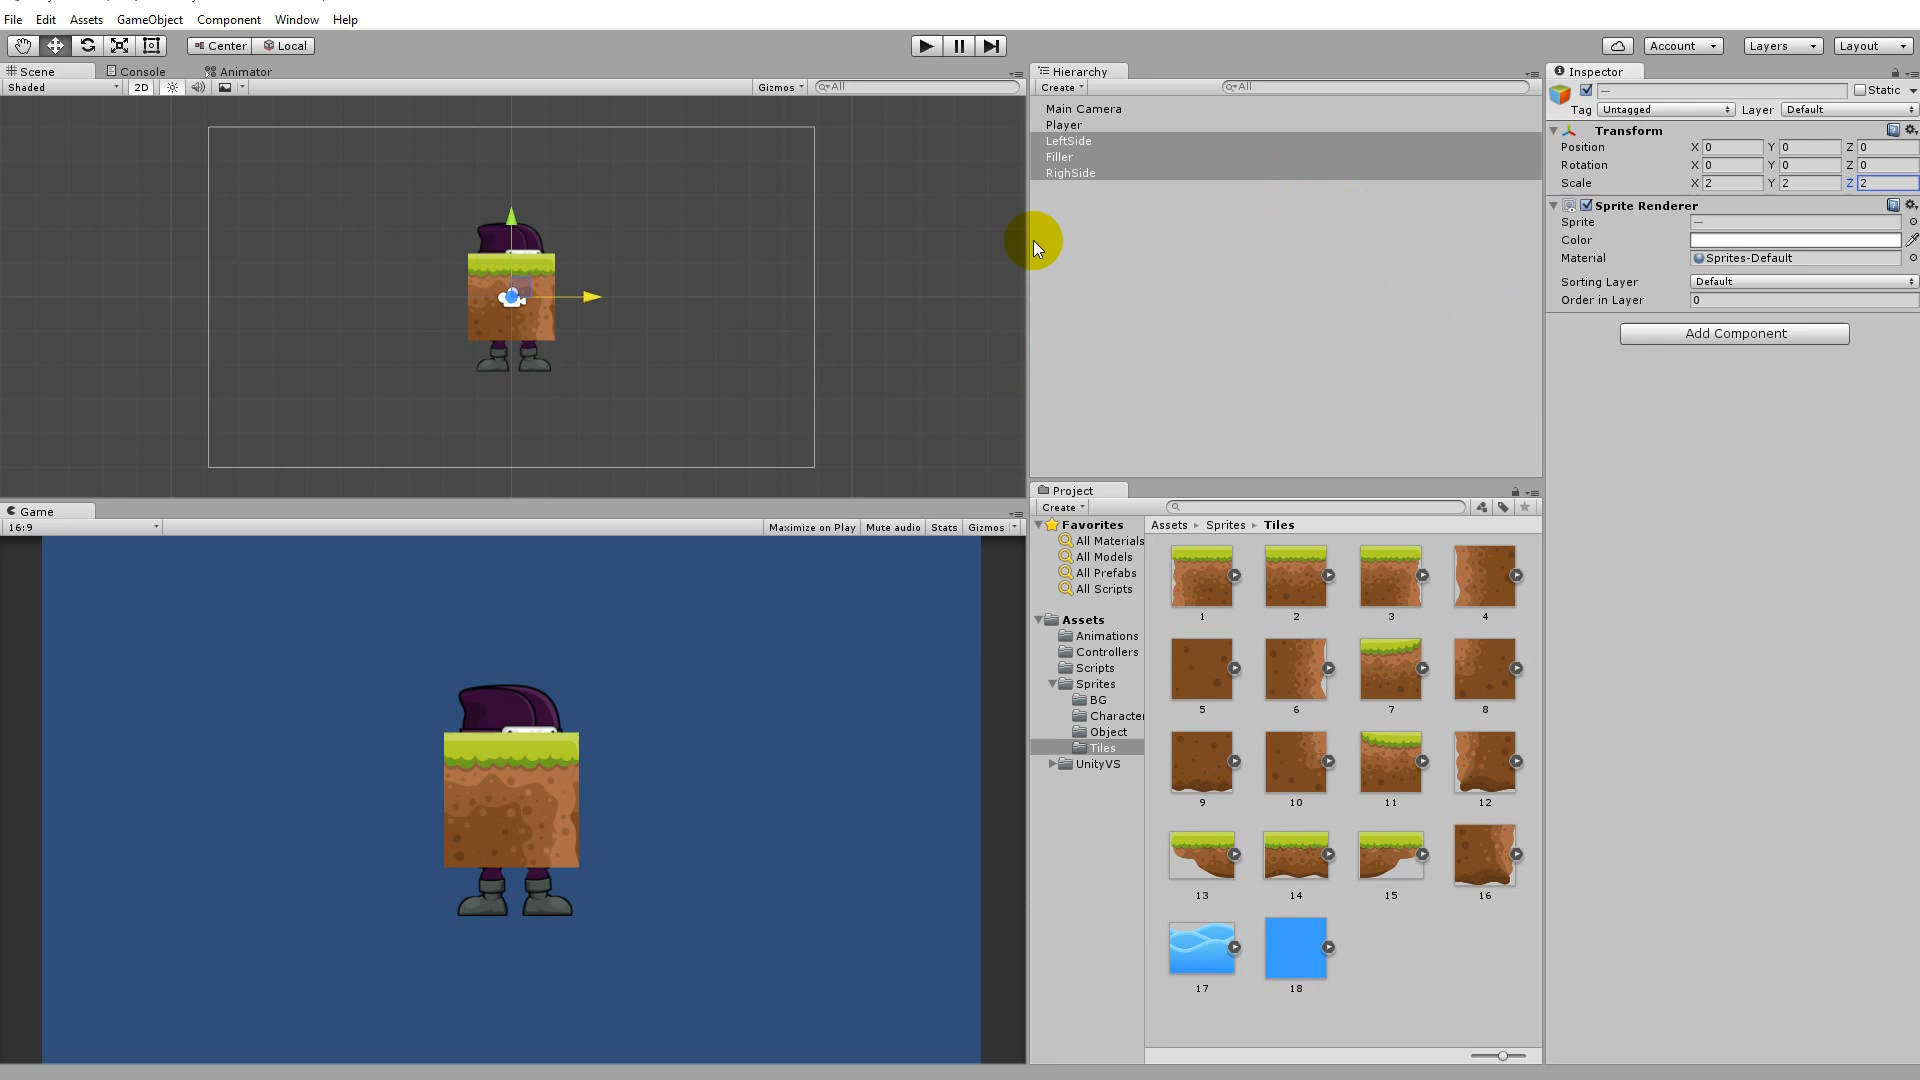 File Edit Assets GameObject Component Window Help
Center Local Account Layers Layout
Scene Console Animator
Shaded 2D Gizmos All
Hierarchy
Create All
Main Camera
Player
LeftSide
Filler
RighSide
Inspector
— Static
Tag Untagged Layer Default
Transform
Position X 0 Y 0 Z 0
Rotation X 0 Y 0 Z 0
Scale X 2 Y 2 Z 2
Sprite Renderer
Sprite —
Color
Material Sprites-Default
Sorting Layer Default
Order in Layer 0
Add Component
Game
16:9 Maximize on Play Mute audio Stats Gizmos
Project
Create
Favorites
All Materials
All Models
All Prefabs
All Scripts
Assets
Animations
Controllers
Scripts
Sprites
BG
Character
Object
Tiles
UnityVS
Assets Sprites Tiles
1 2 3 4
5 6 7 8
9 10 11 12
13 14 15 16
17 18